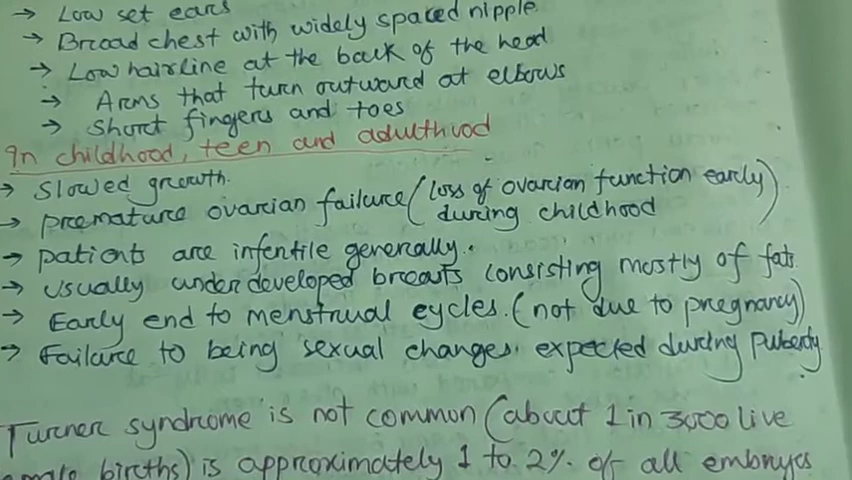 → Low set ears
→ Broad chest with widely spaced nipple
→ Low hairline at the back of the head
→ Arms that turn outward at elbows
→ Short fingers and toes
In childhood, teen and adulthood
→ Slowed growth.
→ premature ovarian failure (loss of ovarian function early
during childhood)
→ patients are infentile generally.
→ usually underdeveloped breasts consisting mostly of fats.
→ Early end to menstrual cycles. (not due to pregnancy)
→ Failure to being sexual changes. expected during puberty.
Turner syndrome is not common (about 1 in 3000 live
female births) is approximately 1 to 2% of all embryos